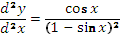 d²y/d²x = cos x/(1 − sin x)²